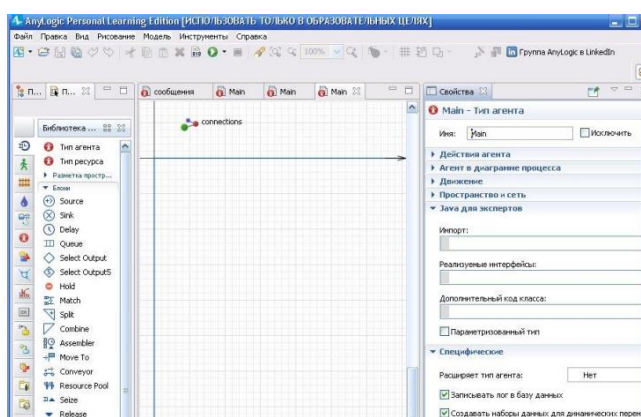 AnyLogic Personal Learning Edition [ИСПОЛЬЗОВАТЬ ТОЛЬКО В ОБРАЗОВАТЕЛЬНЫХ ЦЕЛЯХ]
Файл Правка Вид Рисование Модель Инструменты Справка
100% Группа AnyLogic в LinkedIn
П... П... сообщения Main Main Main Свойства
Main - Тип агента
Библиотека ... connections
Имя: Main Исключить
Тип агента
Тип ресурса
Разметка простр...
Блоки
Source
Sink
Delay
Queue
Select Output
Select Output5
Hold
Match
Split
Combine
Assembler
Move To
Conveyor
Resource Pool
Seize
Release
Действия агента
Агент в диаграмме процесса
Движение
Пространство и сеть
Java для экспертов
Импорт:
Реализуемые интерфейсы:
Дополнительный код класса:
Параметризованный тип
Специфические
Расширяет тип агента: Нет
Записывать лог в базу данных
Создавать наборы данных для динамических перем